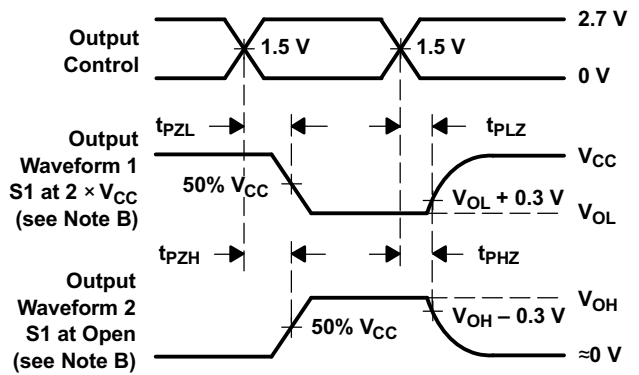 2.7 V
Output
Control
1.5 V
1.5 V
0 V
tPZL
tPLZ
Output
Waveform 1
S1 at 2 × VCC
(see Note B)
VCC
50% VCC
VOL + 0.3 V
VOL
tPZH
tPHZ
Output
Waveform 2
S1 at Open
(see Note B)
VOH
50% VCC
VOH – 0.3 V
≈0 V